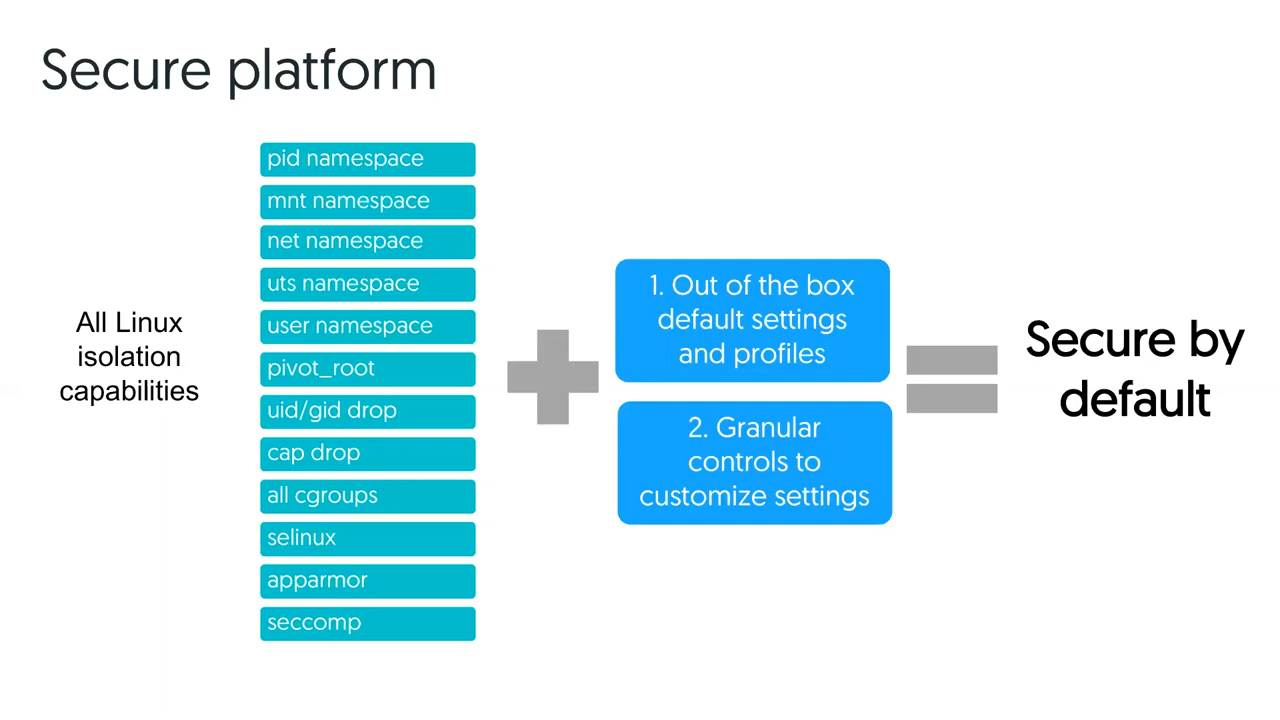 Secure platform
All Linux
isolation
capabilities
pid namespace
mnt namespace
net namespace
uts namespace
user namespace
pivot_root
uid/gid drop
cap drop
all cgroups
selinux
apparmor
seccomp
1. Out of the box
default settings
and profiles
2. Granular
controls to
customize settings
Secure by
default